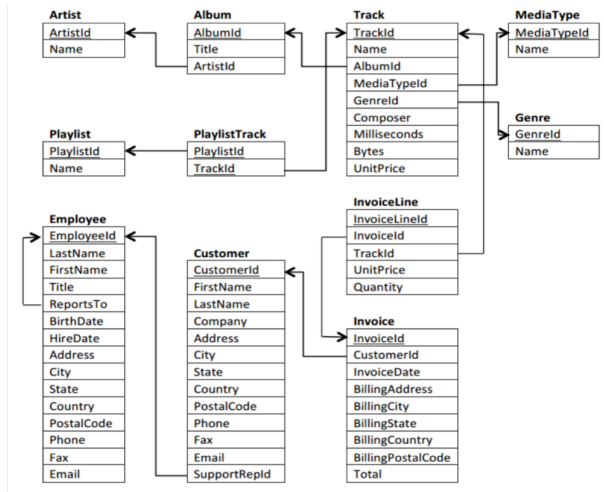 Artist
ArtistId
Name
Album
AlbumId
Title
ArtistId
Track
TrackId
Name
AlbumId
MediaTypeId
GenreId
Composer
Milliseconds
Bytes
UnitPrice
MediaType
MediaTypeId
Name
Genre
GenreId
Name
Playlist
PlaylistId
Name
PlaylistTrack
PlaylistId
TrackId
Employee
EmployeeId
LastName
FirstName
Title
ReportsTo
BirthDate
HireDate
Address
City
State
Country
PostalCode
Phone
Fax
Email
Customer
CustomerId
FirstName
LastName
Company
Address
City
State
Country
PostalCode
Phone
Fax
Email
SupportRepId
InvoiceLine
InvoiceLineId
InvoiceId
TrackId
UnitPrice
Quantity
Invoice
InvoiceId
CustomerId
InvoiceDate
BillingAddress
BillingCity
BillingState
BillingCountry
BillingPostalCode
Total